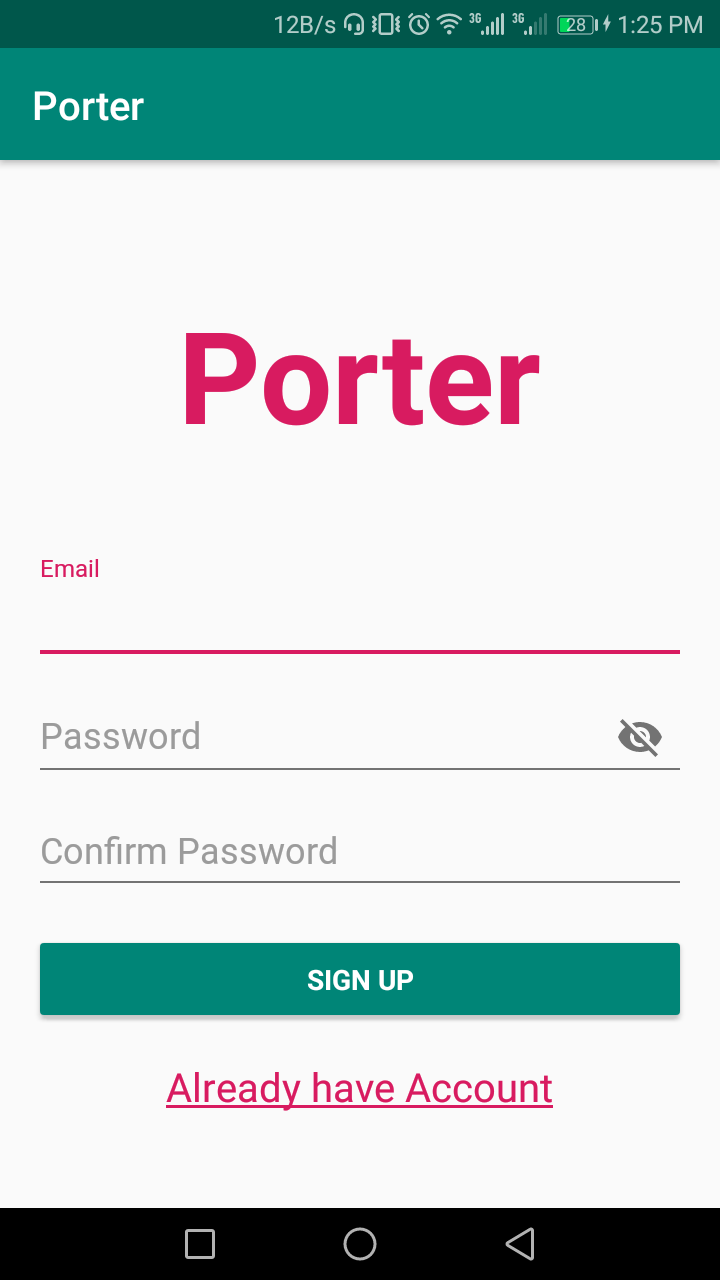 12B/s 3G 3G 28 1:25 PM
Porter
Porter
Email
Password
Confirm Password
SIGN UP
Already have Account